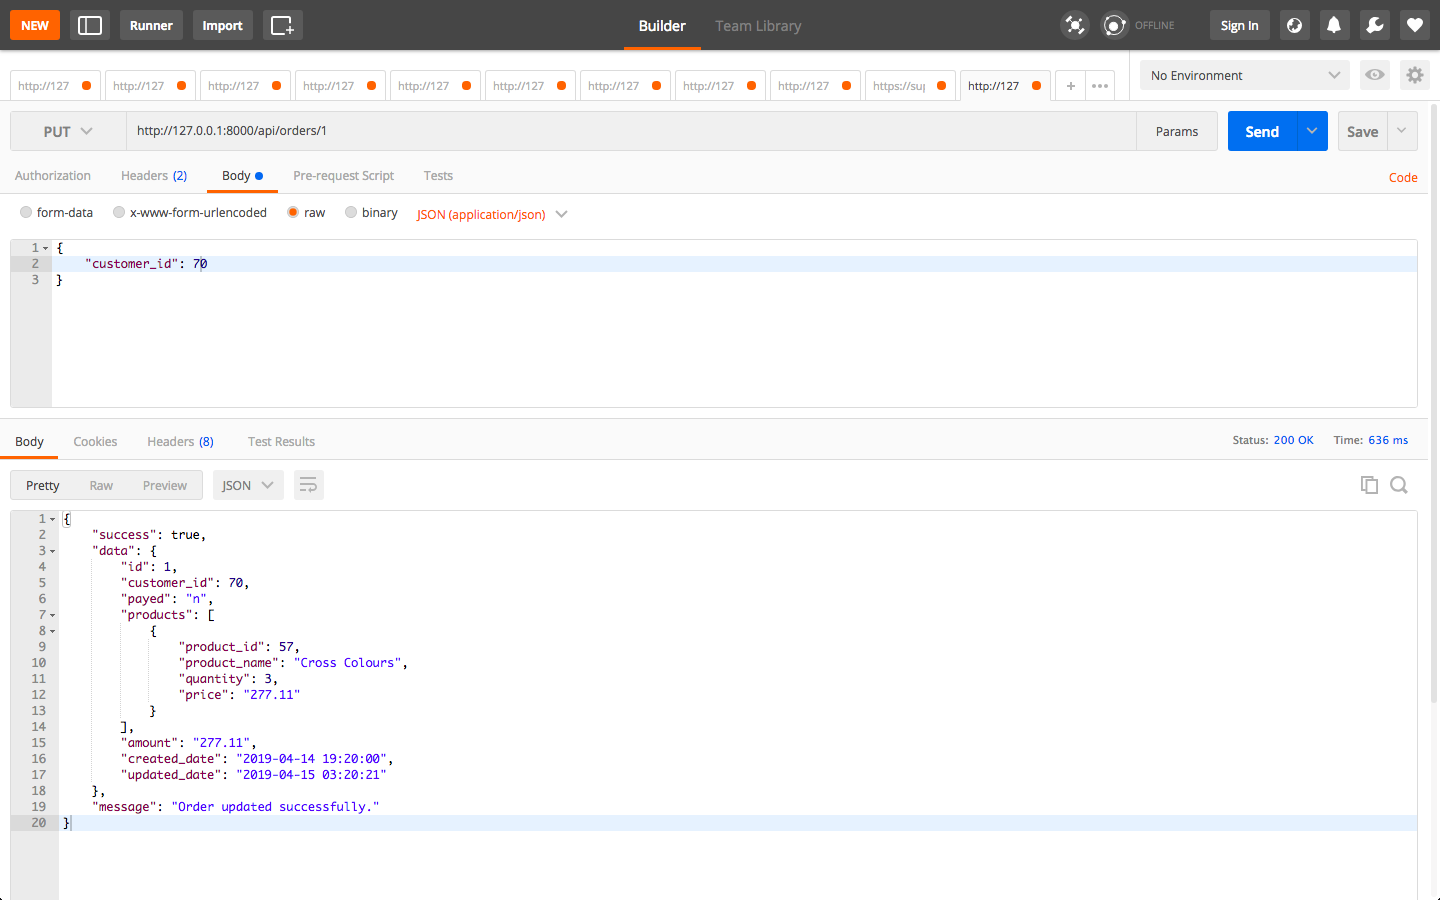 NEW Runner Import Builder Team Library OFFLINE Sign In
http://127 http://127 http://127 http://127 http://127 http://127 http://127 http://127 http://127 https://su http://127 + ••• No Environment
PUT http://127.0.0.1:8000/api/orders/1 Params Send Save
Authorization Headers (2) Body Pre-request Script Tests Code
form-data x-www-form-urlencoded raw binary JSON (application/json)
1 {
2 "customer_id": 70
3 }
Body Cookies Headers (8) Test Results Status: 200 OK Time: 636 ms
Pretty Raw Preview JSON
1 {
2 "success": true,
3 "data": {
4 "id": 1,
5 "customer_id": 70,
6 "payed": "n",
7 "products": [
8 {
9 "product_id": 57,
10 "product_name": "Cross Colours",
11 "quantity": 3,
12 "price": "277.11"
13 }
14 ],
15 "amount": "277.11",
16 "created_date": "2019-04-14 19:20:00",
17 "updated_date": "2019-04-15 03:20:21"
18 },
19 "message": "Order updated successfully."
20 }